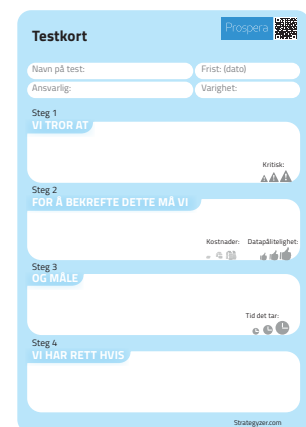 Testkort
Prospera
Navn på test:
Frist: (dato)
Ansvarlig:
Varighet:
Steg 1
VI TROR AT
Kritisk:
Steg 2
FOR Å BEKREFTE DETTE MÅ VI
Kostnader:
Datapålitelighet:
Steg 3
OG MÅLE
Tid det tar:
Steg 4
VI HAR RETT HVIS
Strategyzer.com